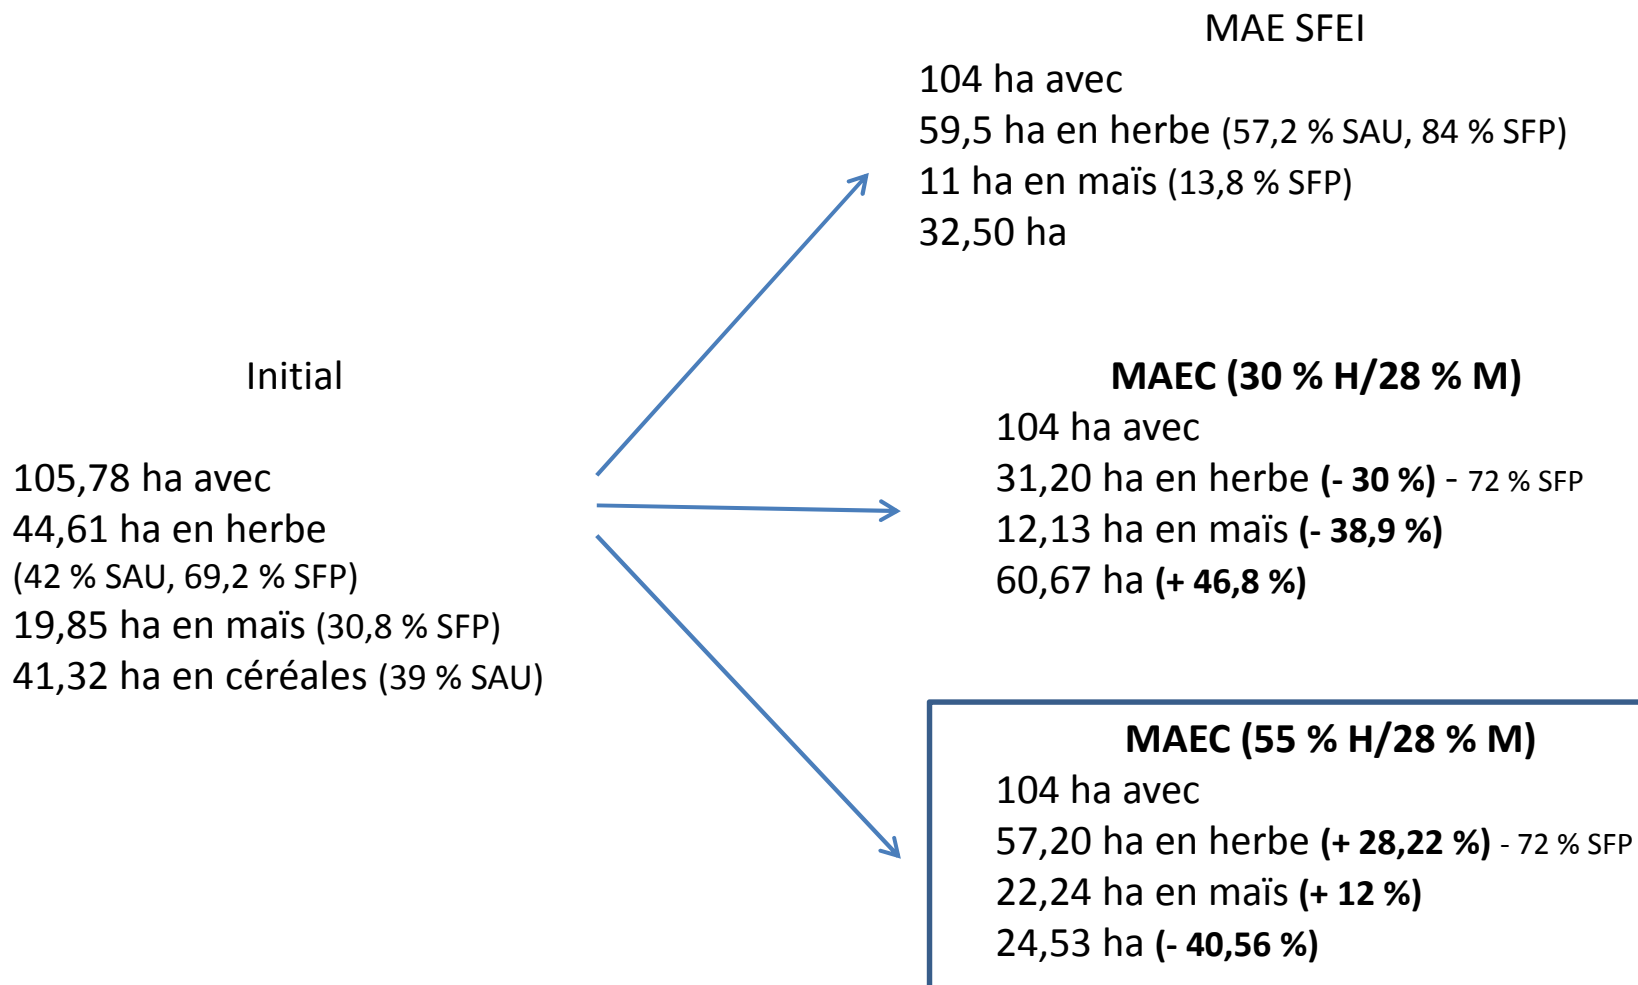 MAE SFEI
104 ha avec
59,5 ha en herbe (57,2 % SAU, 84 % SFP)
11 ha en maïs (13,8 % SFP)
32,50 ha
Initial
105,78 ha avec
44,61 ha en herbe
(42 % SAU, 69,2 % SFP)
19,85 ha en maïs (30,8 % SFP)
41,32 ha en céréales (39 % SAU)
MAEC (30 % H/28 % M)
104 ha avec
31,20 ha en herbe (- 30 %) - 72 % SFP
12,13 ha en maïs (- 38,9 %)
60,67 ha (+ 46,8 %)
MAEC (55 % H/28 % M)
104 ha avec
57,20 ha en herbe (+ 28,22 %) - 72 % SFP
22,24 ha en maïs (+ 12 %)
24,53 ha (- 40,56 %)